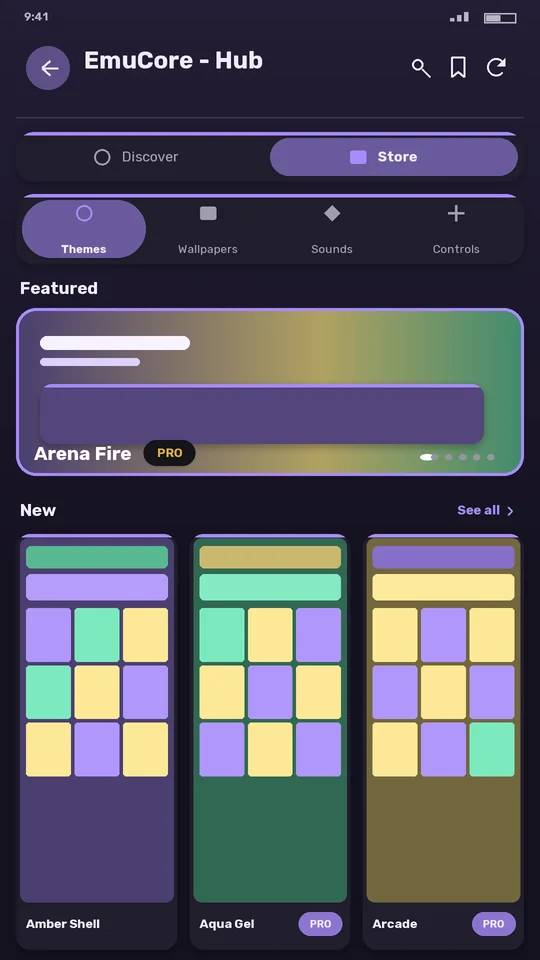 9:41
EmuCore - Hub
Discover
Store
Themes
Wallpapers
Sounds
Controls
Featured
Arena Fire
PRO
New
See all
Amber Shell
Aqua Gel
PRO
Arcade
PRO